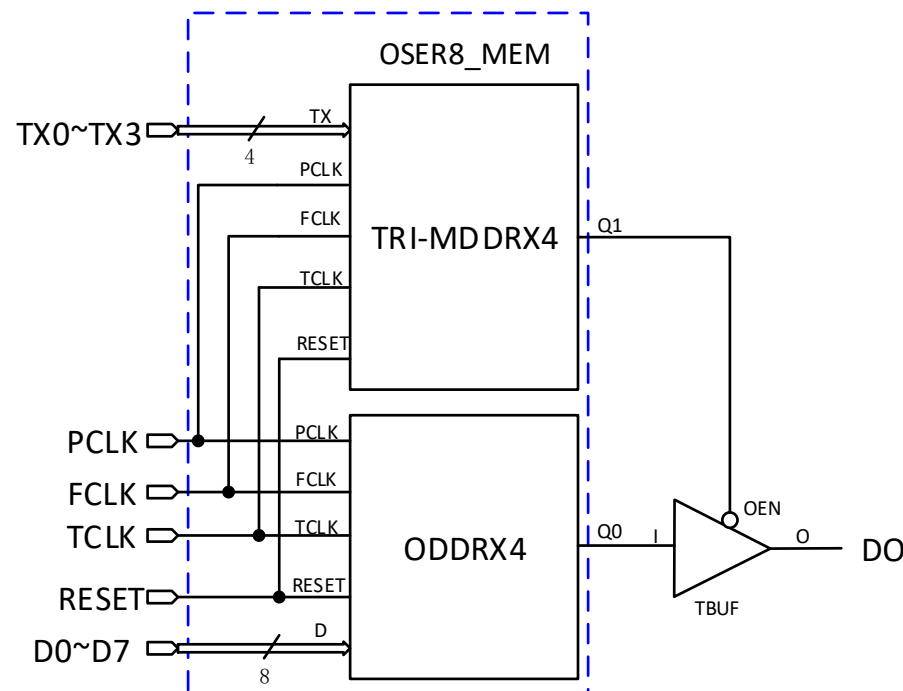 OSER8_MEM
TX0~TX3
4
TX
PCLK
FCLK
TCLK
RESET
TRI-MDDRX4
Q1
PCLK
FCLK
TCLK
RESET
D0~D7
8
PCLK
FCLK
TCLK
RESET
D
ODDRX4
Q0
I
OEN
O
TBUF
DO